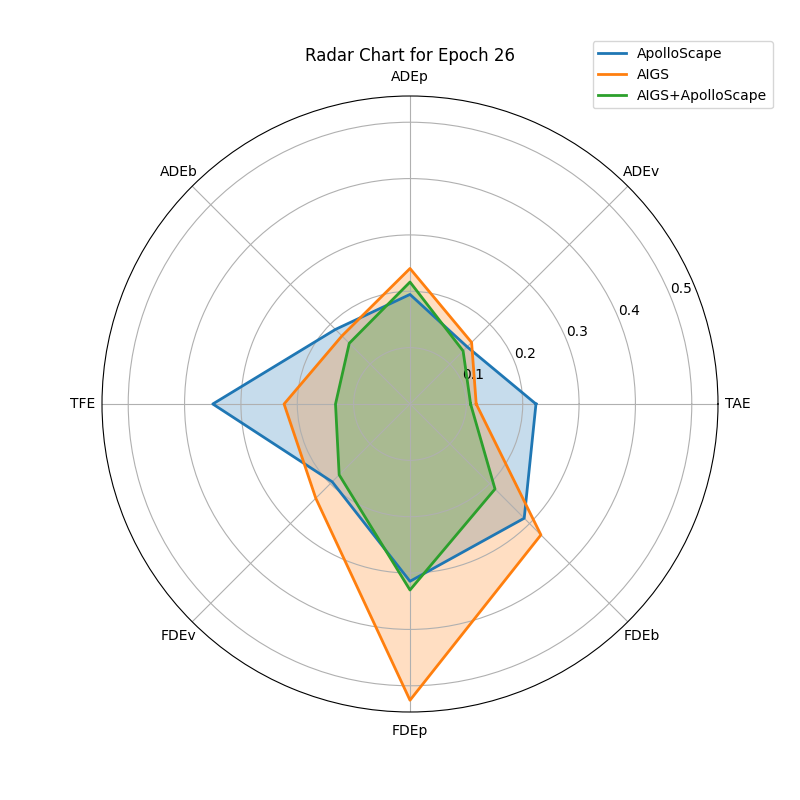 Radar Chart for Epoch 26
ApolloScape
AIGS
AIGS+ApolloScape
ADEp
ADEb
ADEv
0.5
0.4
0.3
0.2
0.1
TFE
TAE
FDEv
FDEb
FDEp